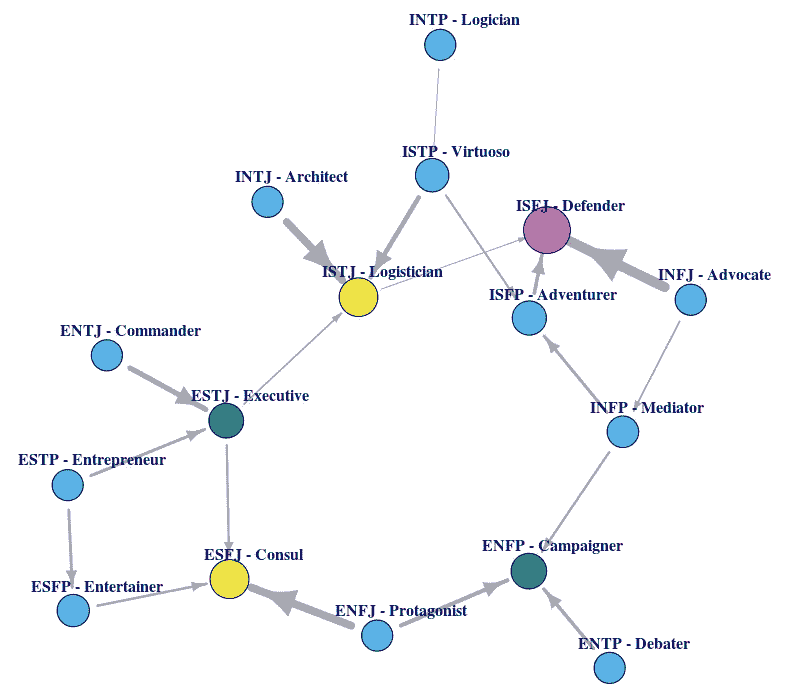 INTP - Logician
ISTP - Virtuoso
INTJ - Architect
ISFJ - Defender
ISTJ - Logistician
INFJ - Advocate
ISFP - Adventurer
ENTJ - Commander
ESTJ - Executive
INFP - Mediator
ESTP - Entrepreneur
ENFP - Campaigner
ESFJ - Consul
ESFP - Entertainer
ENFJ - Protagonist
ENTP - Debater